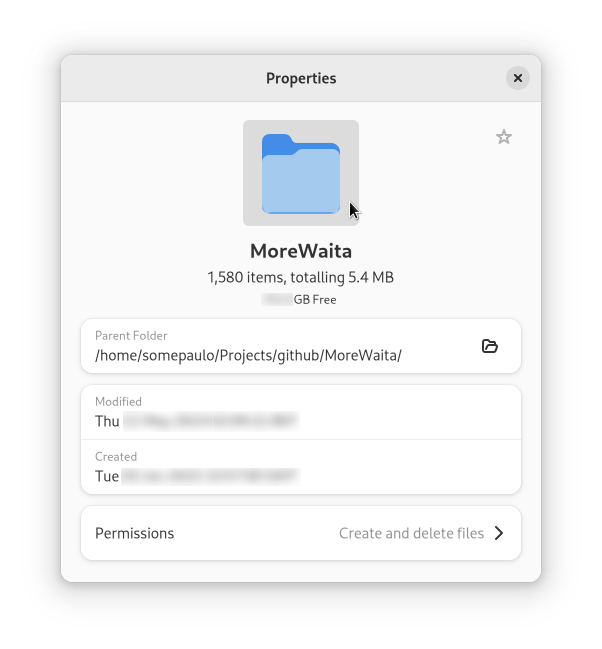 Properties
MoreWaita
1,580 items, totalling 5.4 MB
GB Free
Parent Folder
/home/somepaulo/Projects/github/MoreWaita/
Modified
Thu
Created
Tue
Permissions
Create and delete files